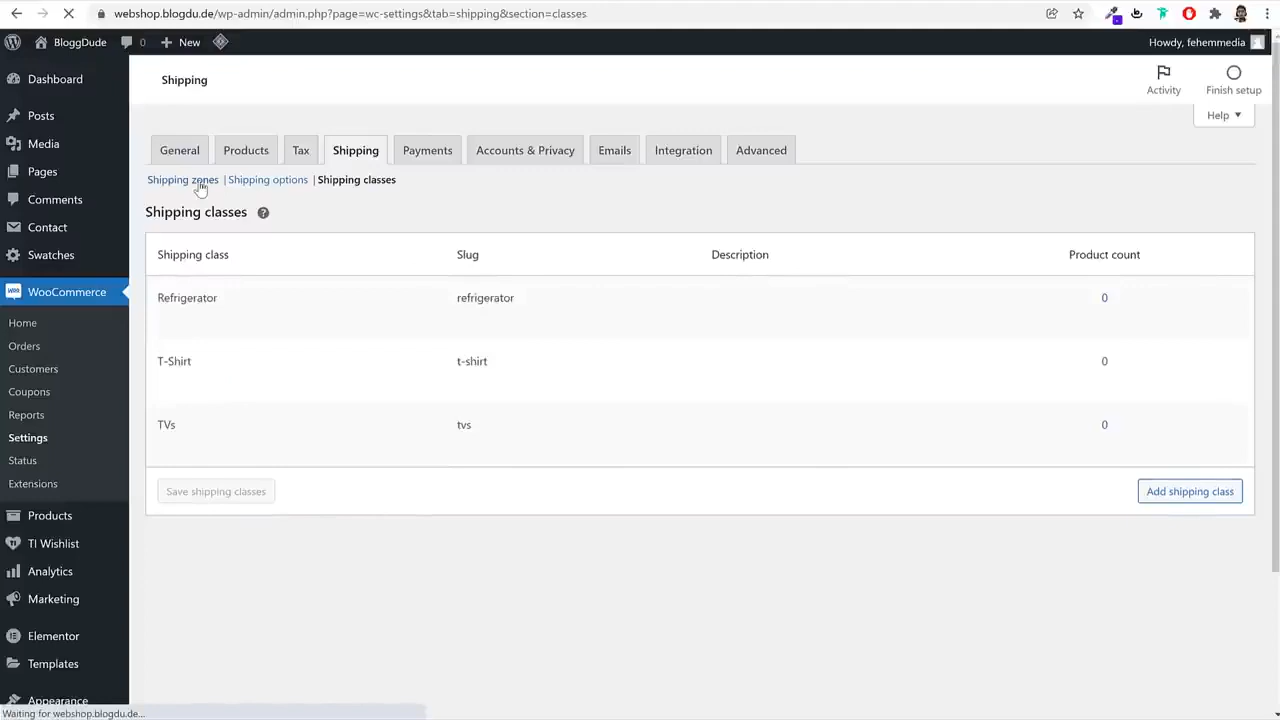 webshop.blogdu.de/wp-admin/admin.php?page=wc-settings&tab=shipping&section=classes
BloggDude 0 New Howdy, fehemmedia
Dashboard
Posts
Media
Pages
Comments
Contact
Swatches
WooCommerce
Home
Orders
Customers
Coupons
Reports
Settings
Status
Extensions
Products
TI Wishlist
Analytics
Marketing
Elementor
Templates
Appearance
Shipping
Activity Finish setup
Help
General Products Tax Shipping Payments Accounts & Privacy Emails Integration Advanced
Shipping zones | Shipping options | Shipping classes
Shipping classes ?
Shipping class Slug Description Product count
Refrigerator refrigerator 0
T-Shirt t-shirt 0
TVs tvs 0
Save shipping classes Add shipping class
Waiting for webshop.blogdu.de...